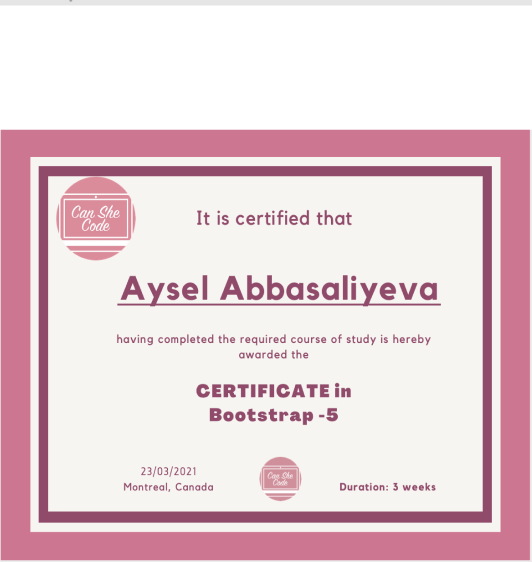 Can She
Code
It is certified that
Aysel Abbasaliyeva
having completed the required course of study is hereby
awarded the
CERTIFICATE in
Bootstrap -5
23/03/2021
Montreal, Canada
Can She
Code
Duration: 3 weeks